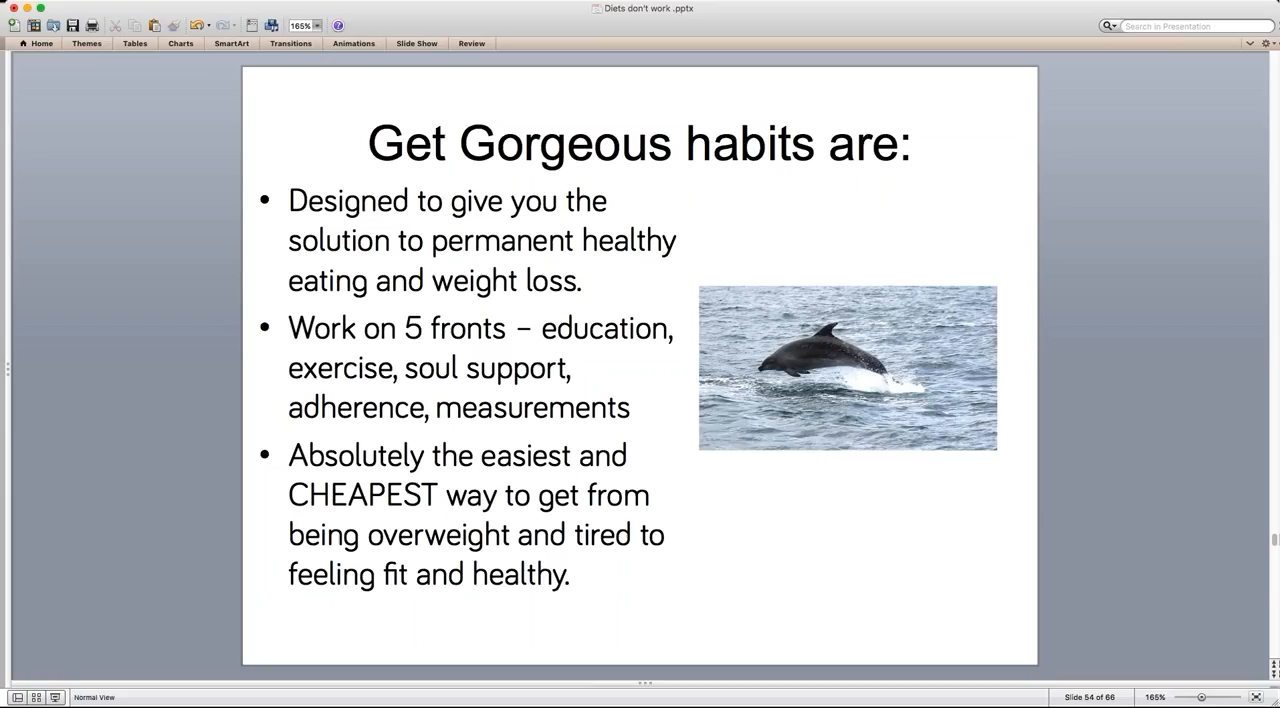 Diets don't work .pptx
165%
Search in Presentation
Home
Themes
Tables
Charts
SmartArt
Transitions
Animations
Slide Show
Review
Get Gorgeous habits are:
• Designed to give you the
solution to permanent healthy
eating and weight loss.
• Work on 5 fronts – education,
exercise, soul support,
adherence, measurements
• Absolutely the easiest and
CHEAPEST way to get from
being overweight and tired to
feeling fit and healthy.
Normal View
Slide 54 of 66
165%